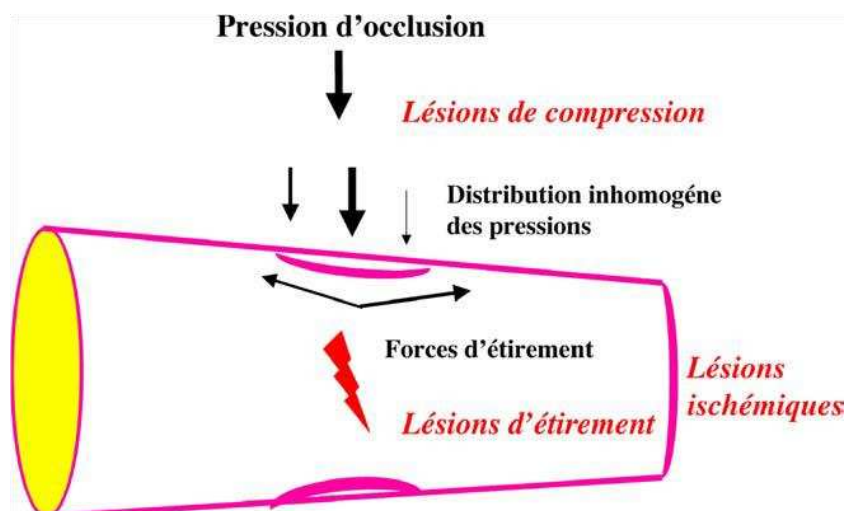 Pression d'occlusion
Lésions de compression
Distribution inhomogéne
des pressions
Forces d'étirement
Lésions
ischémiques
Lésions d'étirement